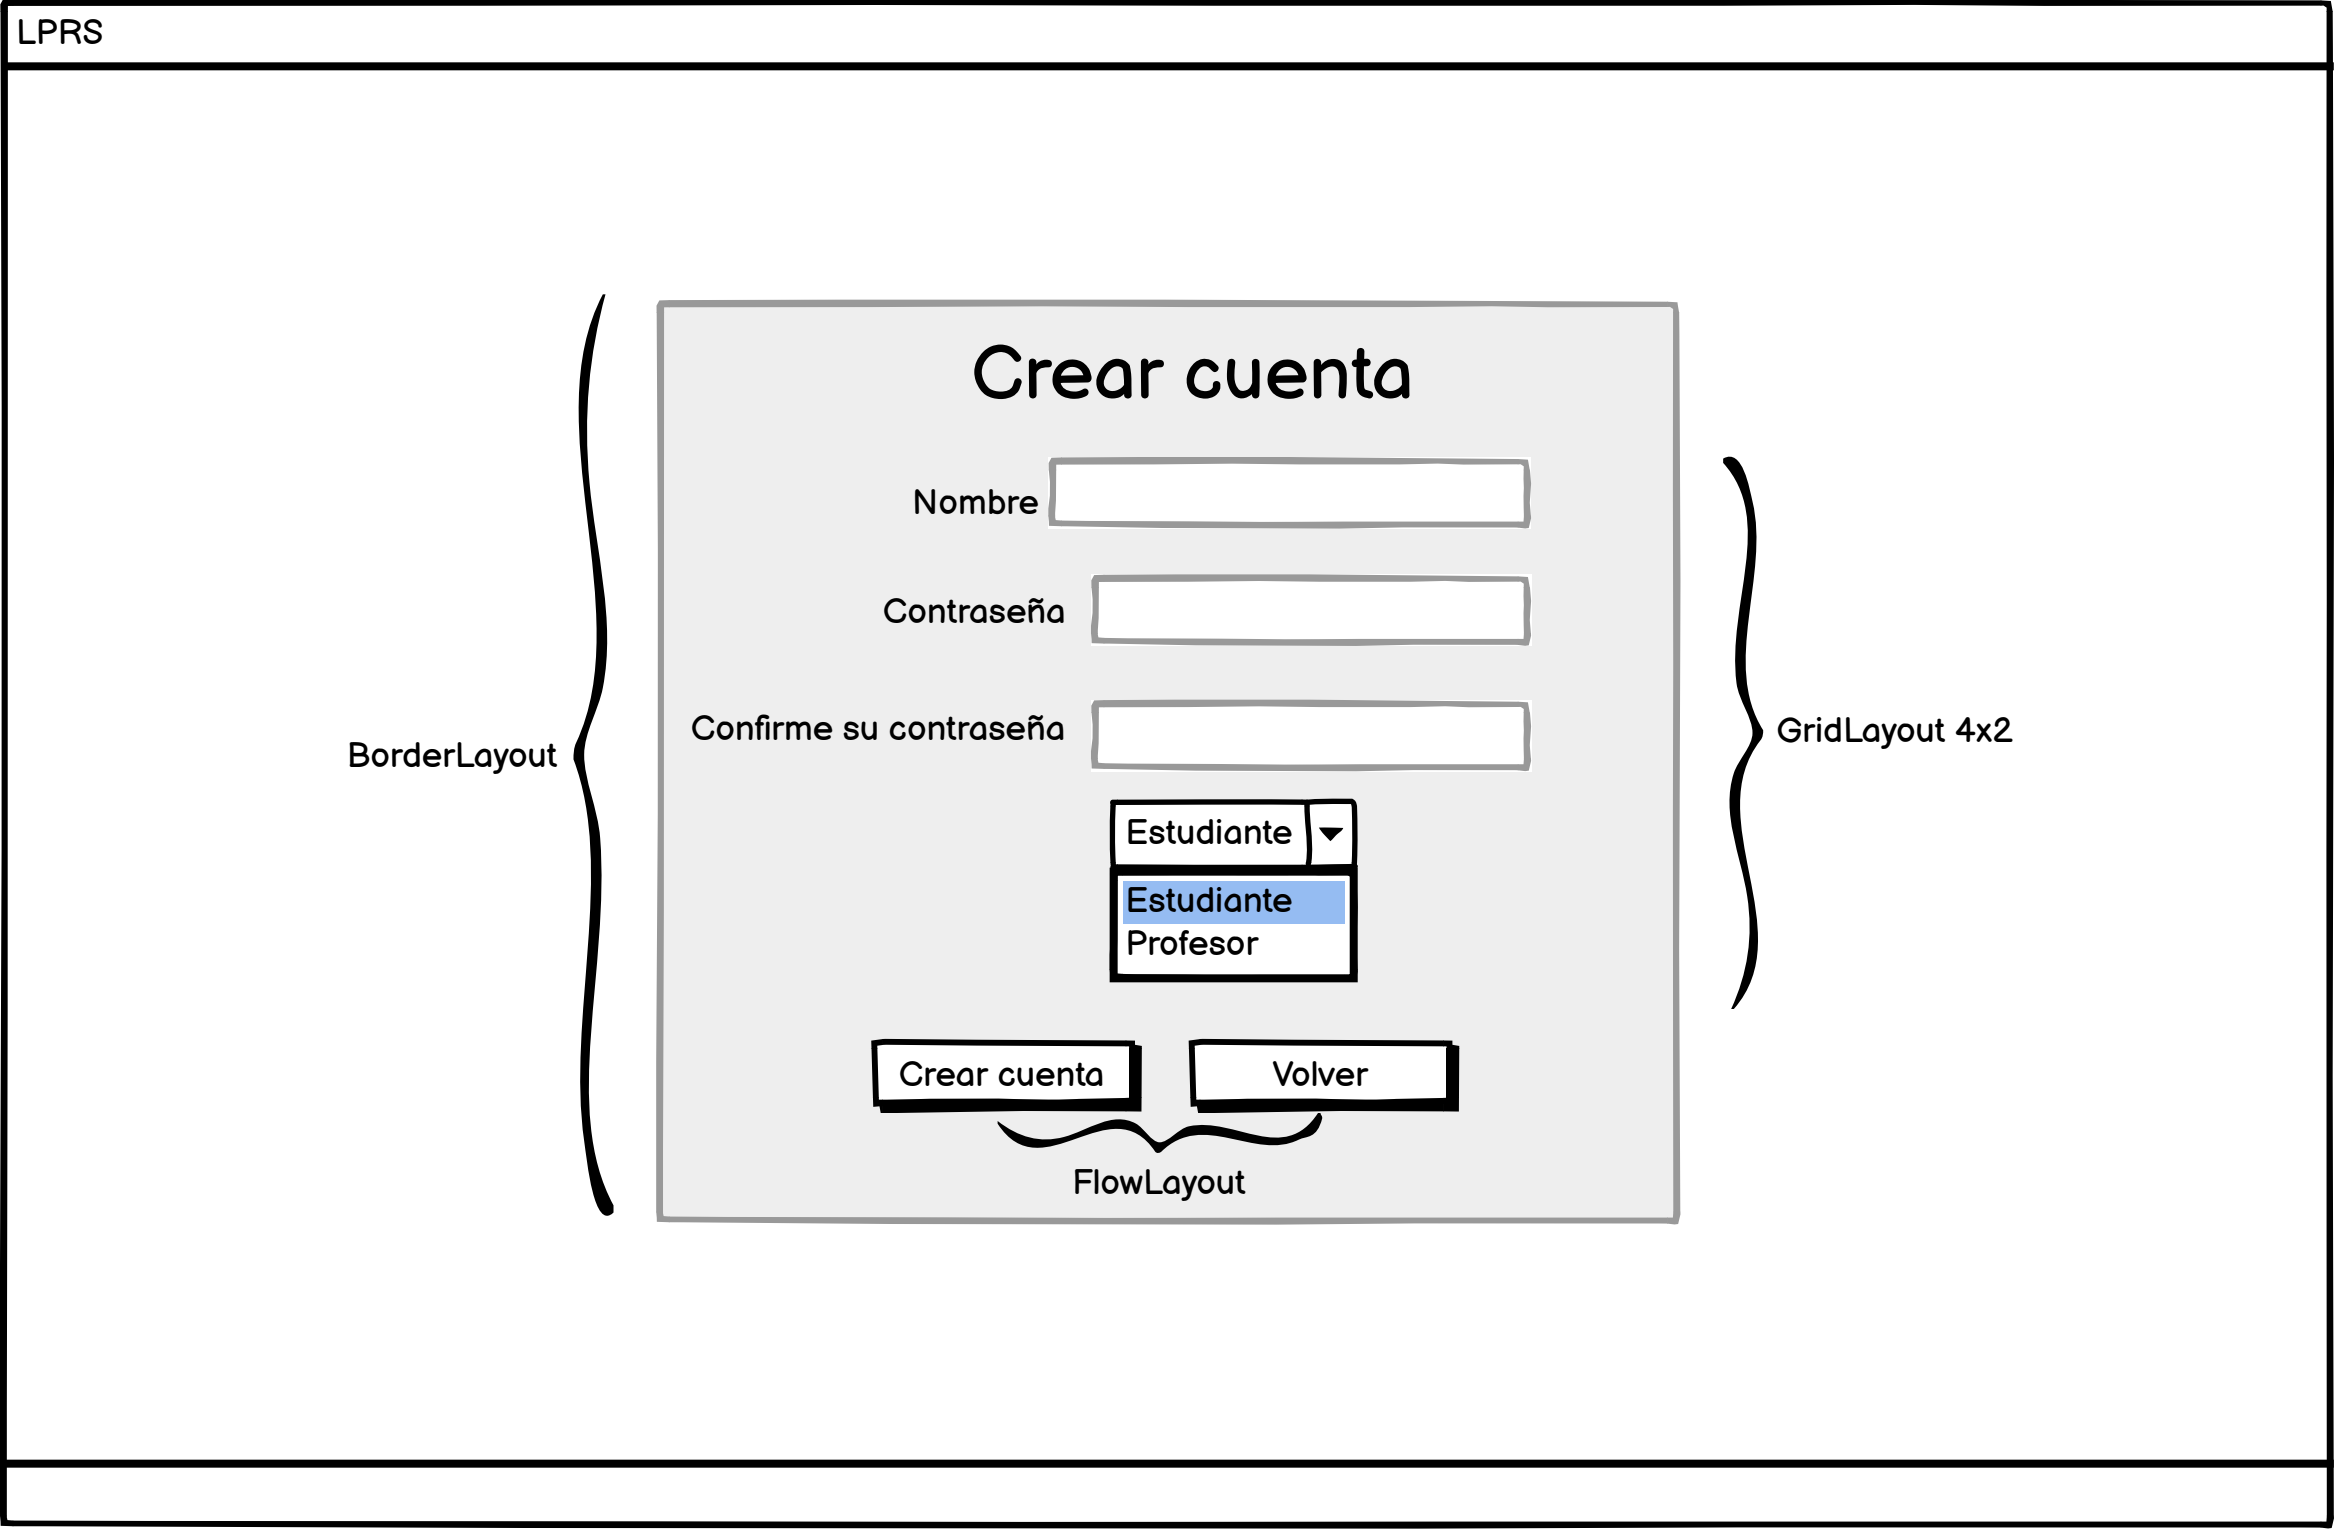 LPRS
Crear cuenta
Nombre
Contraseña
Confirme su contraseña
BorderLayout
GridLayout 4x2
Estudiante
Estudiante
Profesor
Crear cuenta
Volver
FlowLayout